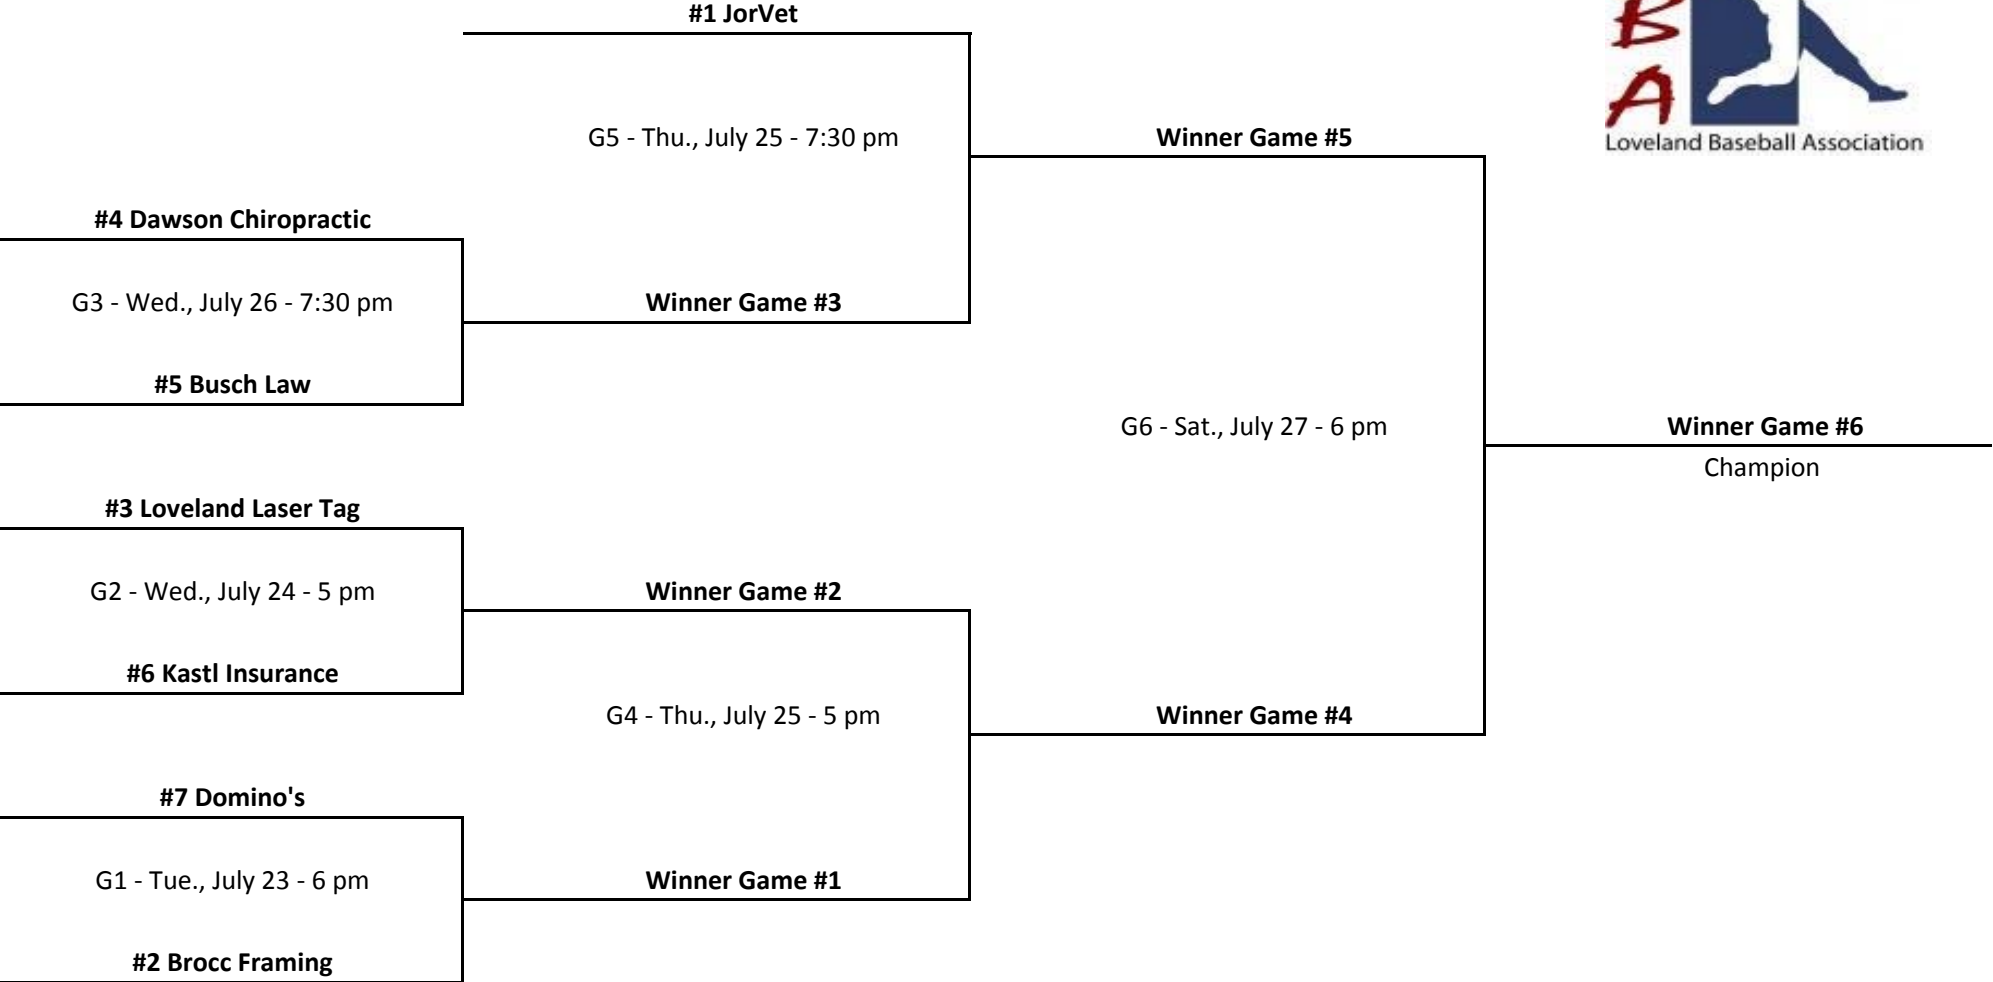 #1 JorVet
B
A
Loveland Baseball Association
G5 - Thu., July 25 - 7:30 pm
Winner Game #5
#4 Dawson Chiropractic
G3 - Wed., July 26 - 7:30 pm
Winner Game #3
#5 Busch Law
G6 - Sat., July 27 - 6 pm
Winner Game #6
Champion
#3 Loveland Laser Tag
G2 - Wed., July 24 - 5 pm
Winner Game #2
#6 Kastl Insurance
G4 - Thu., July 25 - 5 pm
Winner Game #4
#7 Domino's
G1 - Tue., July 23 - 6 pm
Winner Game #1
#2 Brocc Framing